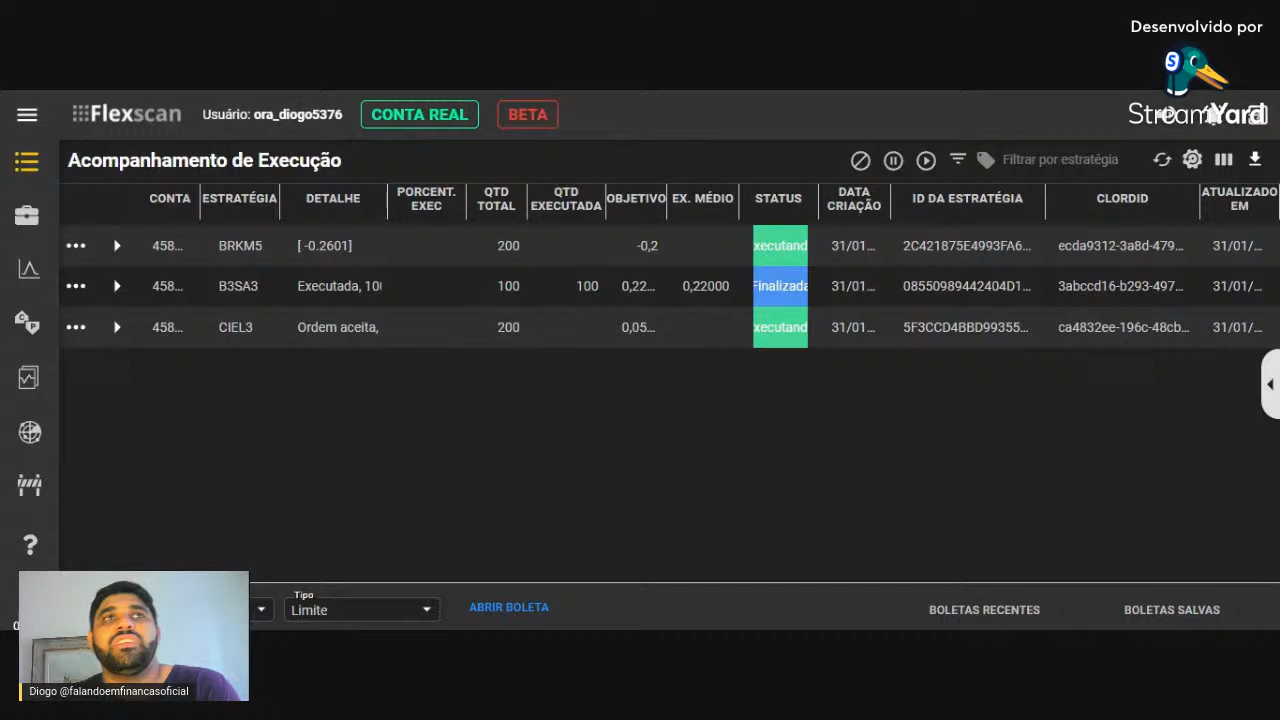 Desenvolvido por
StreamYard
Flexscan
Usuário: ora_diogo5376
CONTA REAL
BETA
Acompanhamento de Execução
Filtrar por estratégia
CONTA ESTRATÉGIA DETALHE PORCENT. EXEC QTD TOTAL QTD EXECUTADA OBJETIVO EX. MÉDIO STATUS DATA CRIAÇÃO ID DA ESTRATÉGIA CLORDID ATUALIZADO EM
458... BRKM5 [ -0.2601] 200 -0,2 xecutand 31/01... 2C421875E4993FA6... ecda9312-3a8d-479... 31/01/...
458... B3SA3 Executada, 10 100 100 0,22... 0,22000 Finalizada 31/01... 08550989442404D1... 3abccd16-b293-497... 31/01/...
458... CIEL3 Ordem aceita, 200 0,05... xecutand 31/01... 5F3CCD4BBD99355... ca4832ee-196c-48cb... 31/01/...
Tipo
Limite
ABRIR BOLETA
BOLETAS RECENTES
BOLETAS SALVAS
Diogo @falandoemfinancasoficial